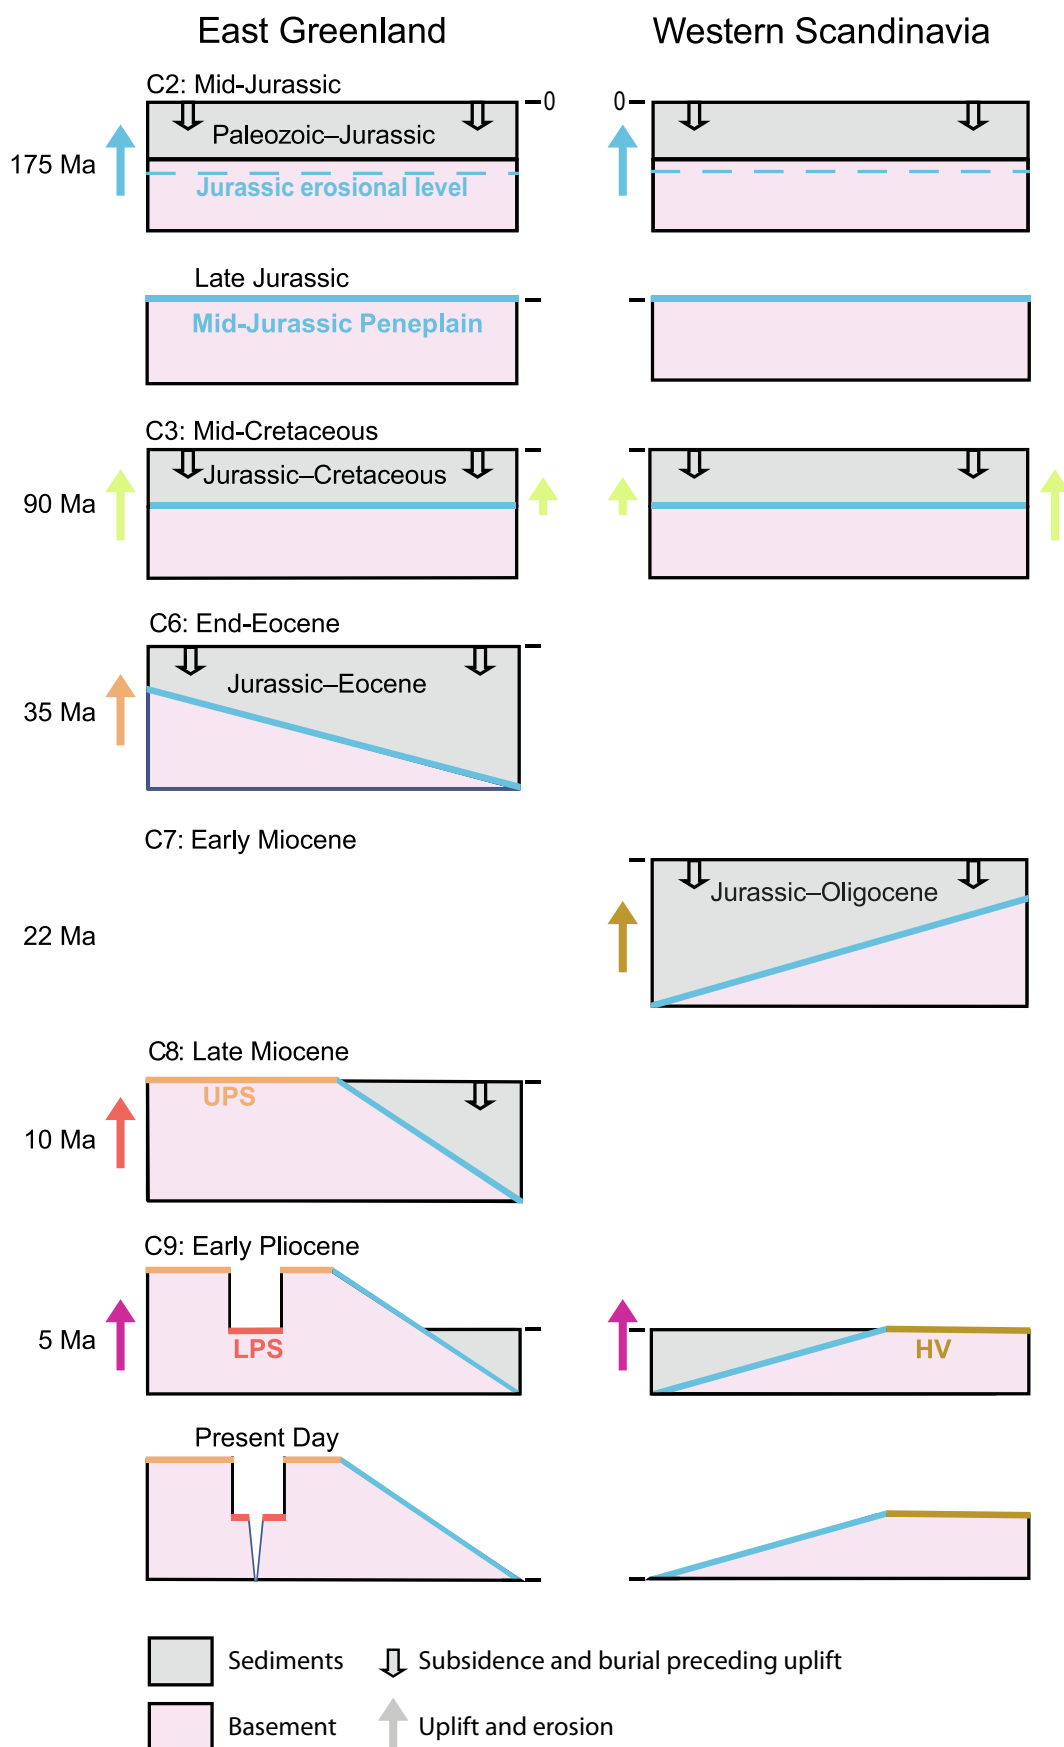 East Greenland
Western Scandinavia
C2: Mid-Jurassic
0
0
175 Ma
Paleozoic–Jurassic
Jurassic erosional level
Late Jurassic
Mid-Jurassic Peneplain
C3: Mid-Cretaceous
90 Ma
Jurassic–Cretaceous
C6: End-Eocene
35 Ma
Jurassic–Eocene
C7: Early Miocene
22 Ma
Jurassic–Oligocene
C8: Late Miocene
10 Ma
UPS
C9: Early Pliocene
5 Ma
LPS
HV
Present Day
Sediments
Subsidence and burial preceding uplift
Basement
Uplift and erosion